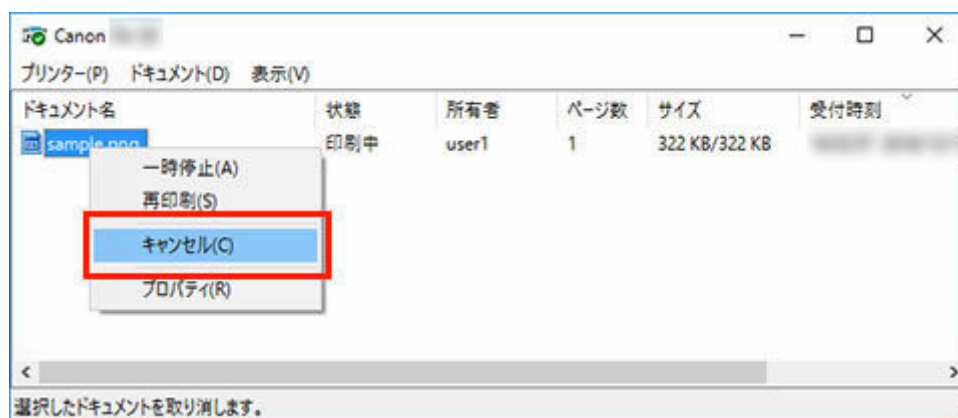 Canon
プリンター(P) ドキュメント(D) 表示(V)
ドキュメント名 状態 所有者 ページ数 サイズ 受付時刻
sample.png 印刷中 user1 1 322 KB/322 KB
一時停止(A)
再印刷(S)
キャンセル(C)
プロパティ(R)
選択したドキュメントを取り消します。